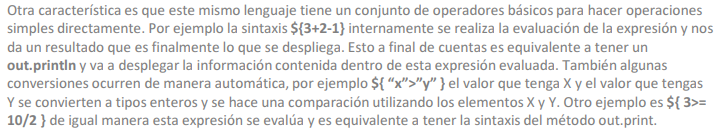 Otra característica es que este mismo lenguaje tiene un conjunto de operadores básicos para hacer operaciones
simples directamente. Por ejemplo la sintaxis ${3+2-1} internamente se realiza la evaluación de la expresión y nos
da un resultado que es finalmente lo que se despliega. Esto a final de cuentas es equivalente a tener un
out.println y va a desplegar la información contenida dentro de esta expresión evaluada. También algunas
conversiones ocurren de manera automática, por ejemplo ${ “x”>”y” } el valor que tenga X y el valor que tengas
Y se convierten a tipos enteros y se hace una comparación utilizando los elementos X y Y. Otro ejemplo es ${ 3>=
10/2 } de igual manera esta expresión se evalúa y es equivalente a tener la sintaxis del método out.print.